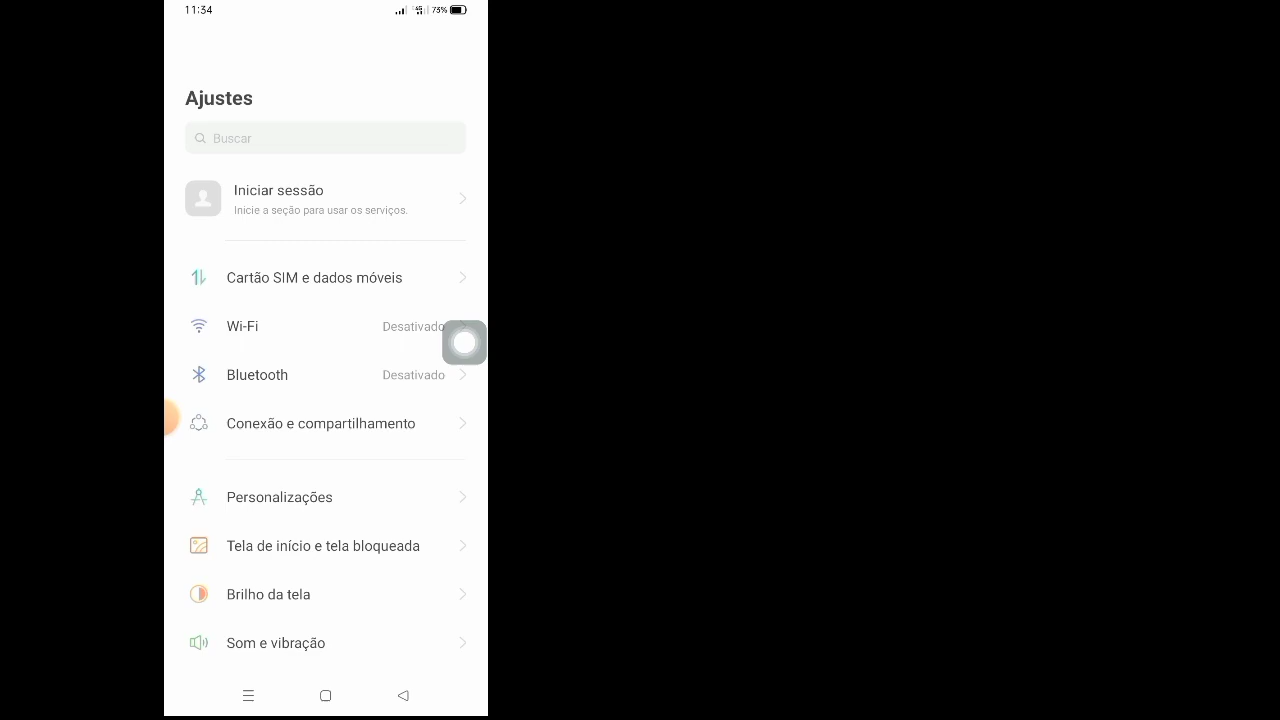 11:34
4G
73%
Ajustes
Buscar
Iniciar sessão
Inicie a seção para usar os serviços.
Cartão SIM e dados móveis
Wi-Fi
Desativado
Bluetooth
Desativado
Conexão e compartilhamento
Personalizações
Tela de início e tela bloqueada
Brilho da tela
Som e vibração